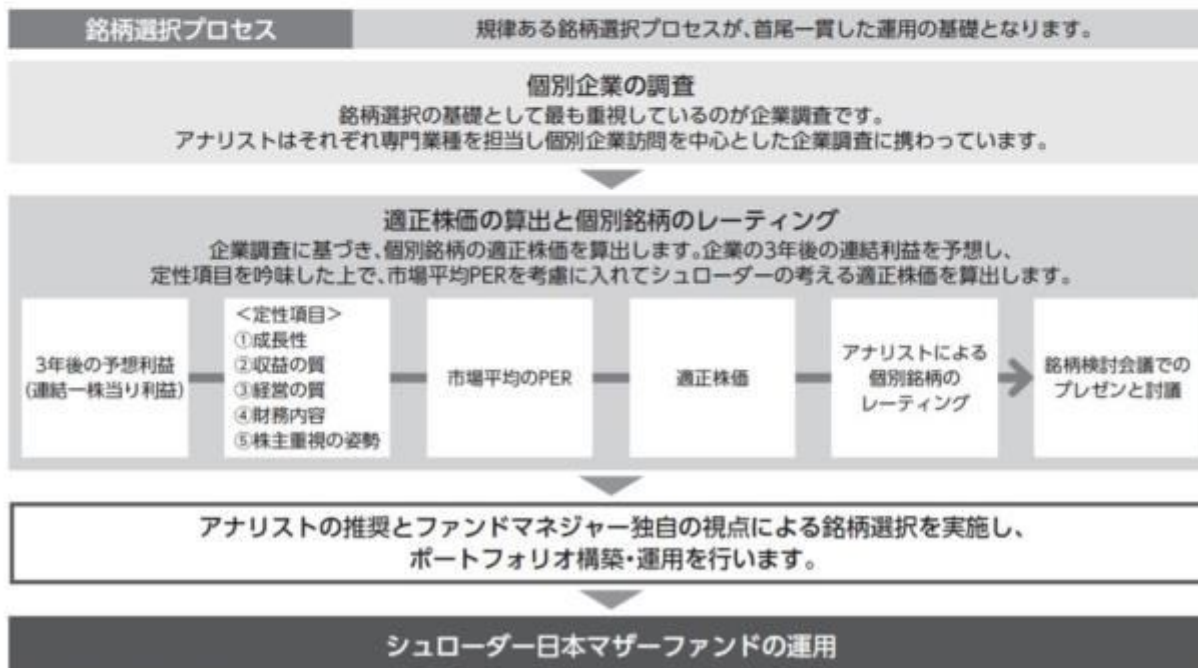 銘柄選択プロセス
規律ある銘柄選択プロセスが、首尾一貫した運用の基礎となります。
個別企業の調査
銘柄選択の基礎として最も重視しているのが企業調査です。
アナリストはそれぞれ専門業種を担当し個別企業訪問を中心とした企業調査に携わっています。
適正株価の算出と個別銘柄のレーティング
企業調査に基づき、個別銘柄の適正株価を算出します。企業の3年後の連結利益を予想し、
定性項目を吟味した上で、市場平均PERを考慮に入れてシュローダーの考える適正株価を算出します。
3年後の予想利益
(連結一株当り利益)
＜定性項目＞
①成長性
②収益の質
③経営の質
④財務内容
⑤株主重視の姿勢
市場平均のPER
適正株価
アナリストによる
個別銘柄の
レーティング
銘柄検討会議での
プレゼンと討議
アナリストの推奨とファンドマネジャー独自の視点による銘柄選択を実施し、
ポートフォリオ構築・運用を行います。
シュローダー日本マザーファンドの運用